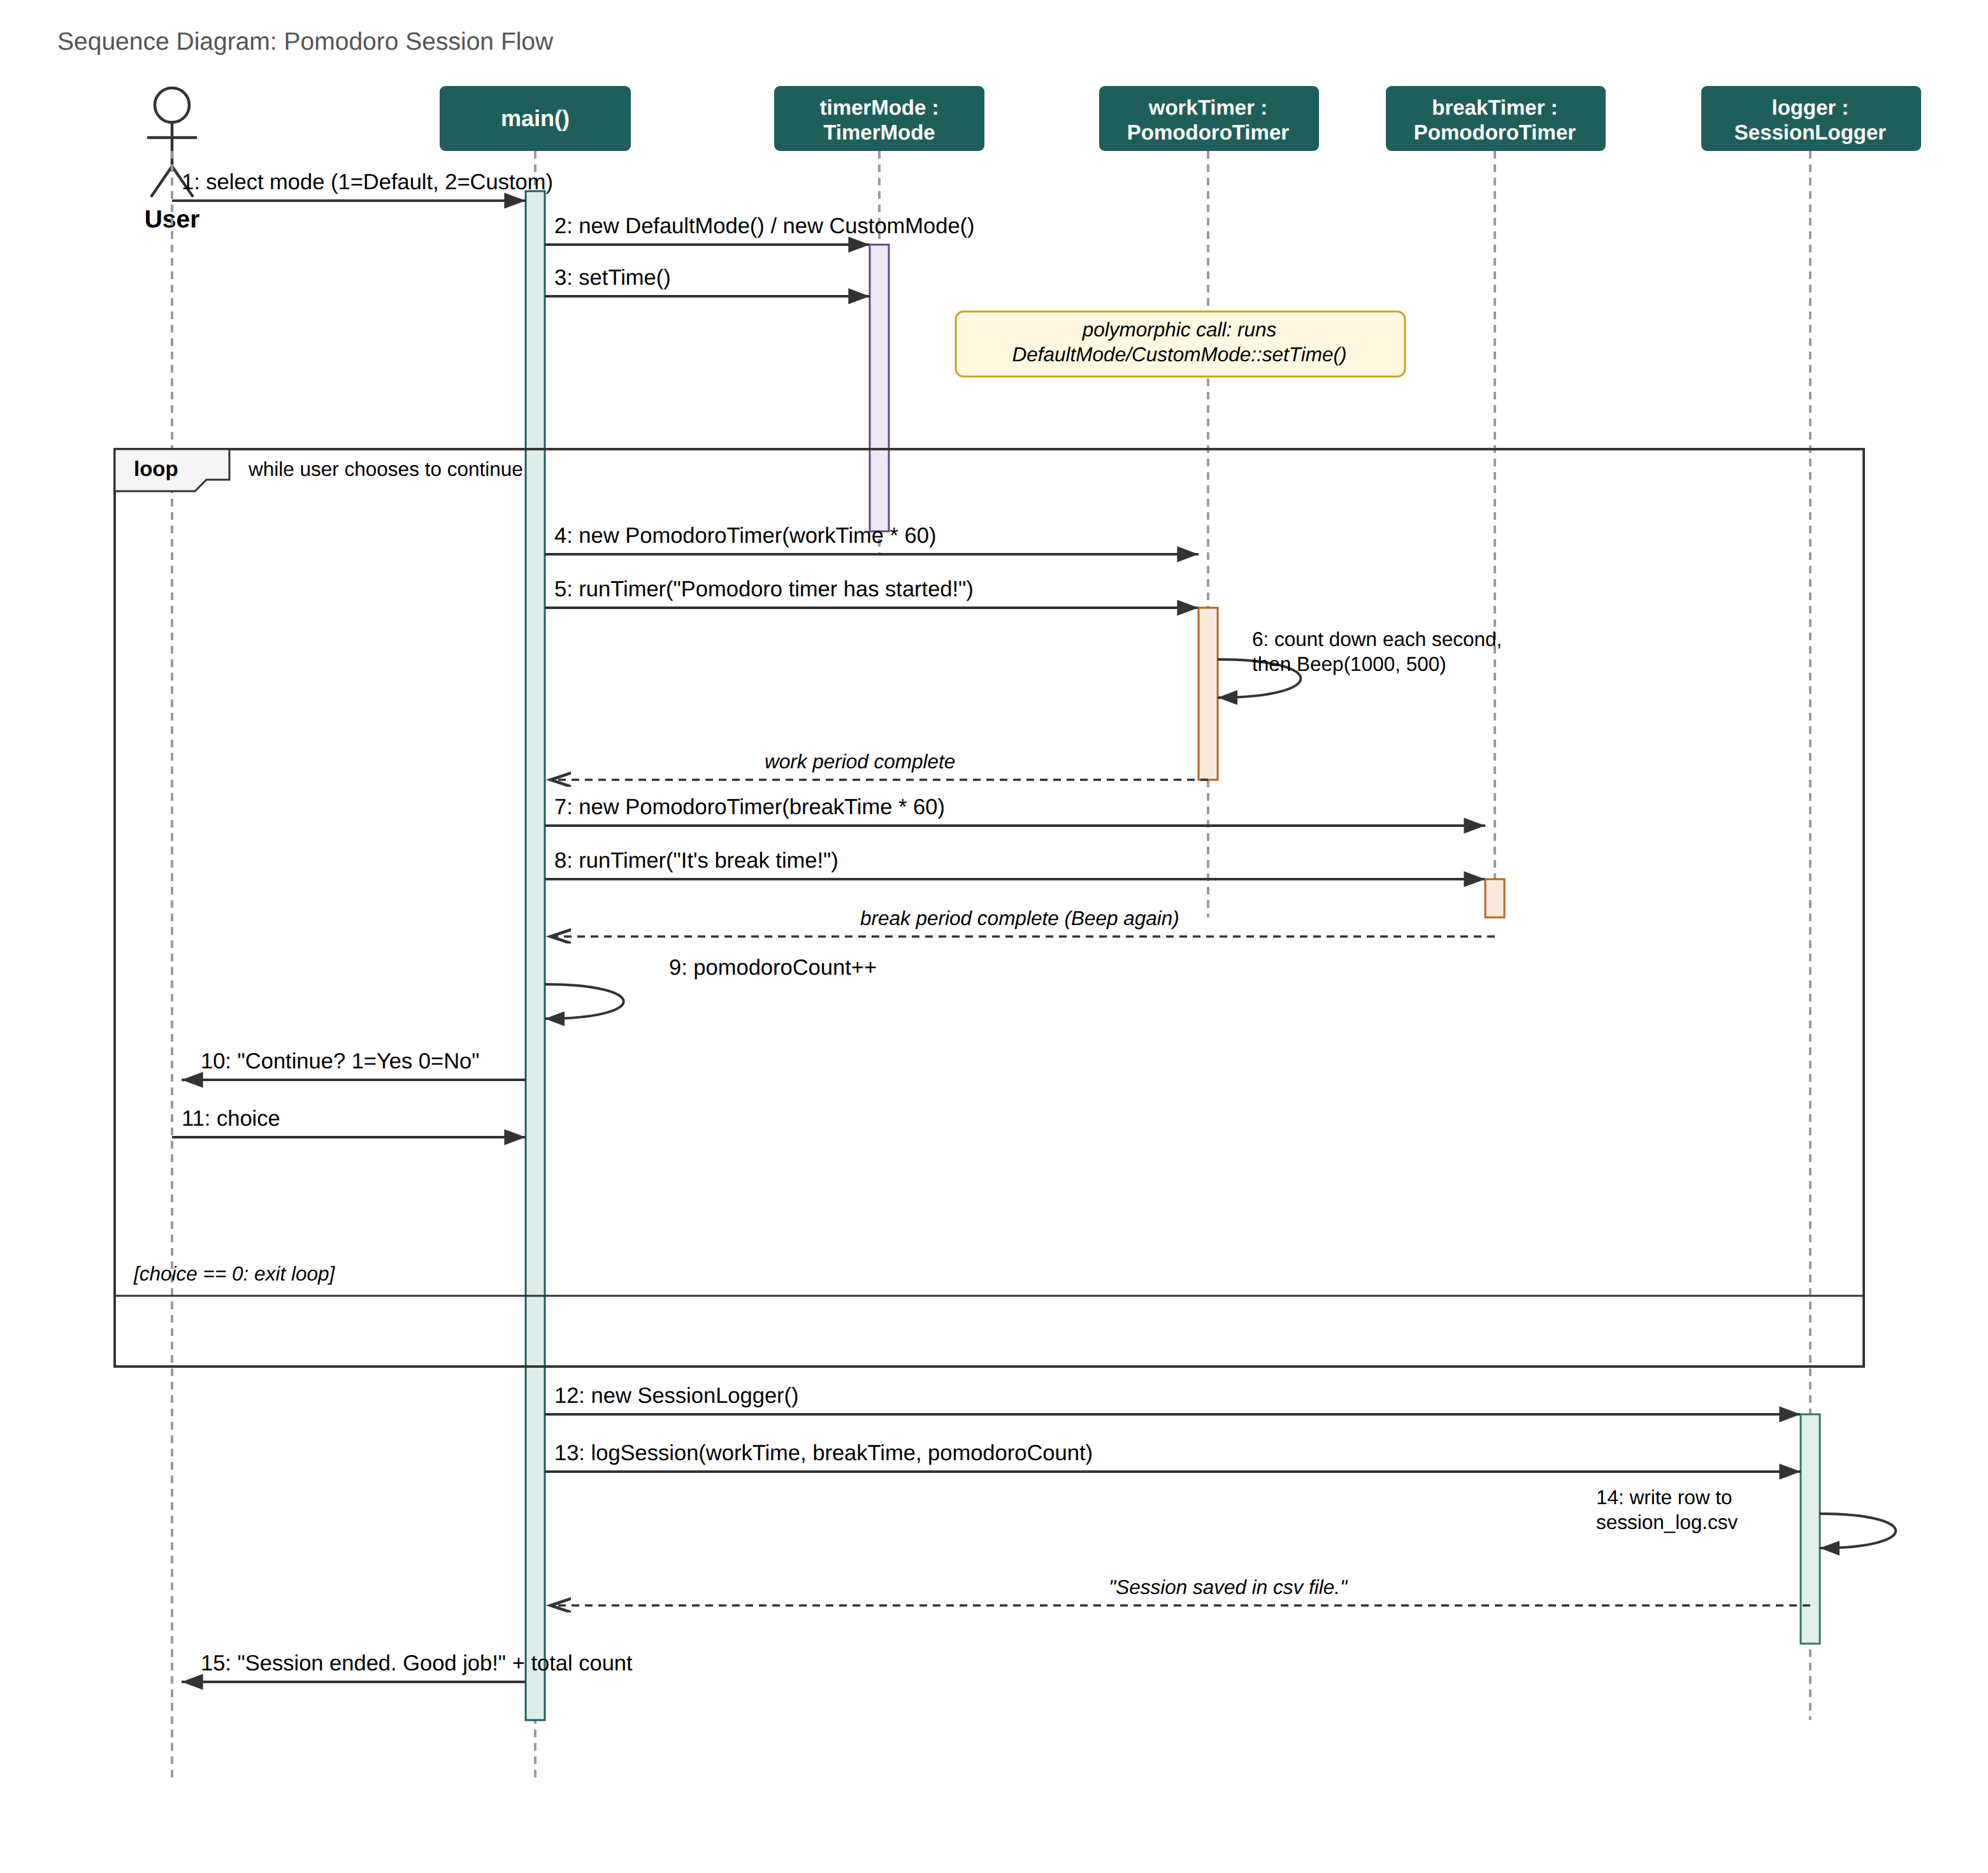 Sequence Diagram: Pomodoro Session Flow
main()
timerMode :
TimerMode
workTimer :
PomodoroTimer
breakTimer :
PomodoroTimer
logger :
SessionLogger
1: select mode (1=Default, 2=Custom)
User
2: new DefaultMode() / new CustomMode()
3: setTime()
polymorphic call: runs
DefaultMode/CustomMode::setTime()
loop
while user chooses to continue
4: new PomodoroTimer(workTime * 60)
5: runTimer("Pomodoro timer has started!")
6: count down each second,
then Beep(1000, 500)
work period complete
7: new PomodoroTimer(breakTime * 60)
8: runTimer("It's break time!")
break period complete (Beep again)
9: pomodoroCount++
10: "Continue? 1=Yes 0=No"
11: choice
[choice == 0: exit loop]
12: new SessionLogger()
13: logSession(workTime, breakTime, pomodoroCount)
14: write row to
session_log.csv
"Session saved in csv file."
15: "Session ended. Good job!" + total count